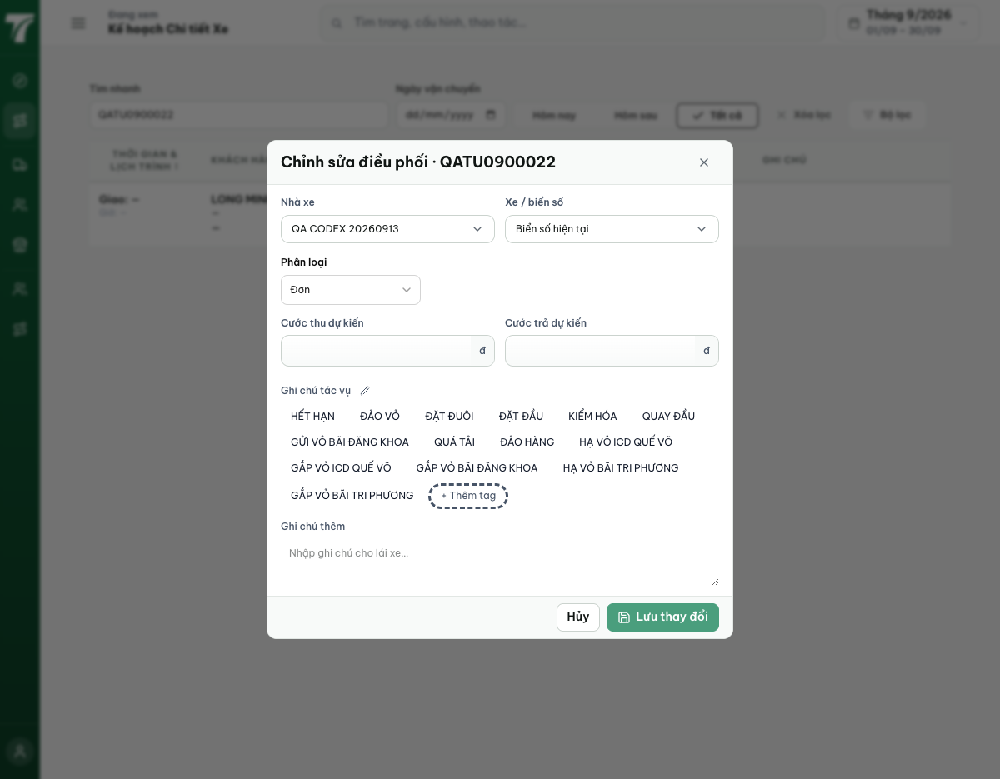 Đang xem
Kế hoạch Chi tiết Xe
Tìm trang, cấu hình, thao tác...
Tháng 9/2026
01/09 – 30/09
Tìm nhanh
Ngày vận chuyển
QATU0900022
dd/mm/yyyy
Hôm nay
Hôm sau
Tất cả
Xóa lọc
Bộ lọc
THỜI GIAN &
LỊCH TRÌNH
KHÁCH
GHI CHÚ
Giao: —
LONG
Chỉnh sửa điều phối · QATU0900022
Nhà xe
Xe / biển số
QA CODEX 20260913
Biển số hiện tại
Phân loại
Đơn
Cước thu dự kiến
Cước trả dự kiến
đ
đ
Ghi chú tác vụ
HẾT HẠN ĐẢO VỎ ĐẶT ĐUÔI ĐẶT ĐẦU KIỂM HÓA QUAY ĐẦU
GỬI VỎ BÃI ĐĂNG KHOA QUÁ TẢI ĐẢO HÀNG HẠ VỎ ICD QUẾ VÕ
GẮP VỎ ICD QUẾ VÕ GẮP VỎ BÃI ĐĂNG KHOA HẠ VỎ BÃI TRI PHƯƠNG
GẮP VỎ BÃI TRI PHƯƠNG + Thêm tag
Ghi chú thêm
Nhập ghi chú cho lái xe...
Hủy
Lưu thay đổi